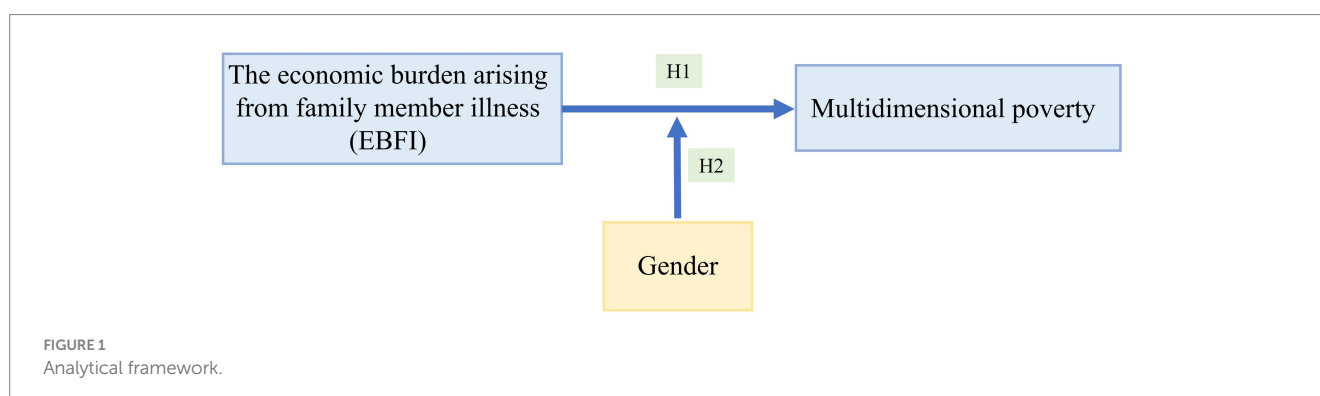 The economic burden arising
from family member illness
(EBFI)
H1
Multidimensional poverty
H2
Gender
FIGURE 1
Analytical framework.